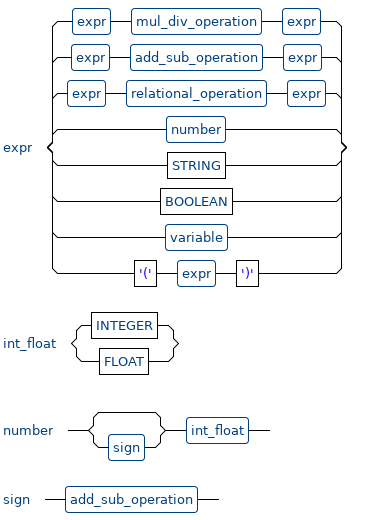 expr mul_div_operation expr
expr add_sub_operation expr
expr relational_operation expr
number
expr
STRING
BOOLEAN
variable
'(' expr ')'
INTEGER
int_float
FLOAT
number int_float
sign
sign add_sub_operation